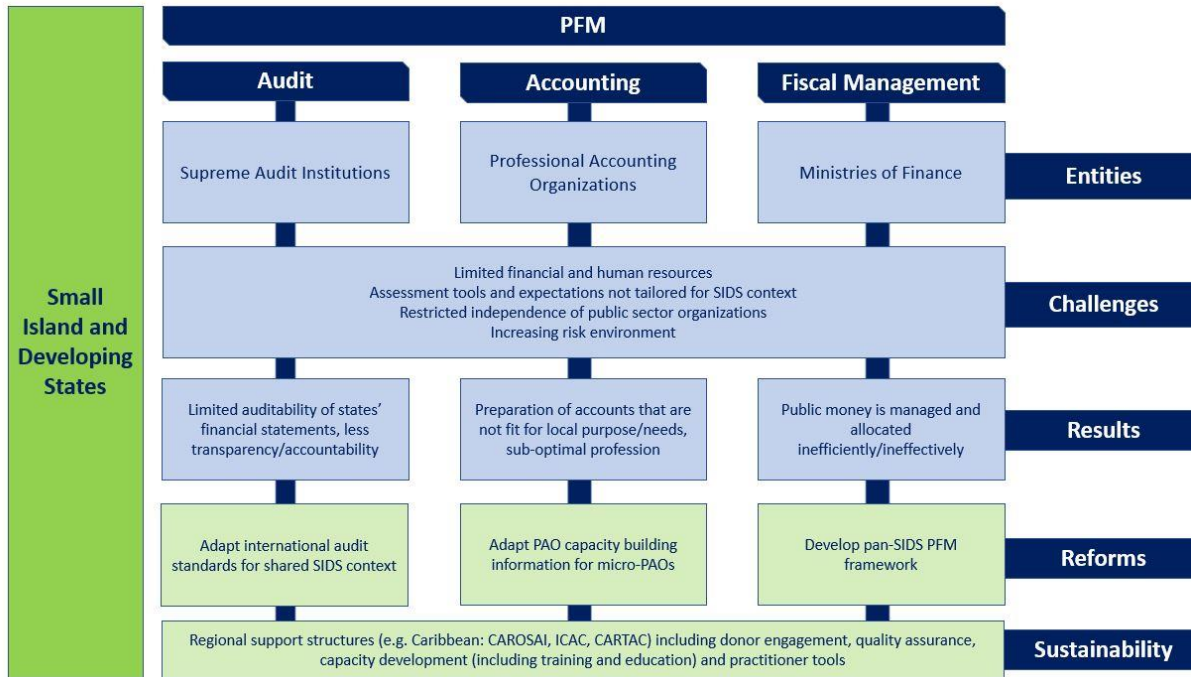 PFM
Audit
Accounting
Fiscal Management
Small
Island and
Developing
States
Supreme Audit Institutions
Professional Accounting
Organizations
Ministries of Finance
Entities
Limited financial and human resources
Assessment tools and expectations not tailored for SIDS context
Restricted independence of public sector organizations
Increasing risk environment
Challenges
Limited auditability of states’
financial statements, less
transparency/accountability
Preparation of accounts that are
not fit for local purpose/needs,
sub-optimal profession
Public money is managed and
allocated
inefficiently/ineffectively
Results
Adapt international audit
standards for shared SIDS context
Adapt PAO capacity building
information for micro-PAOs
Develop pan-SIDS PFM
framework
Reforms
Regional support structures (e.g. Caribbean: CAROSAI, ICAC, CARTAC) including donor engagement, quality assurance,
capacity development (including training and education) and practitioner tools
Sustainability